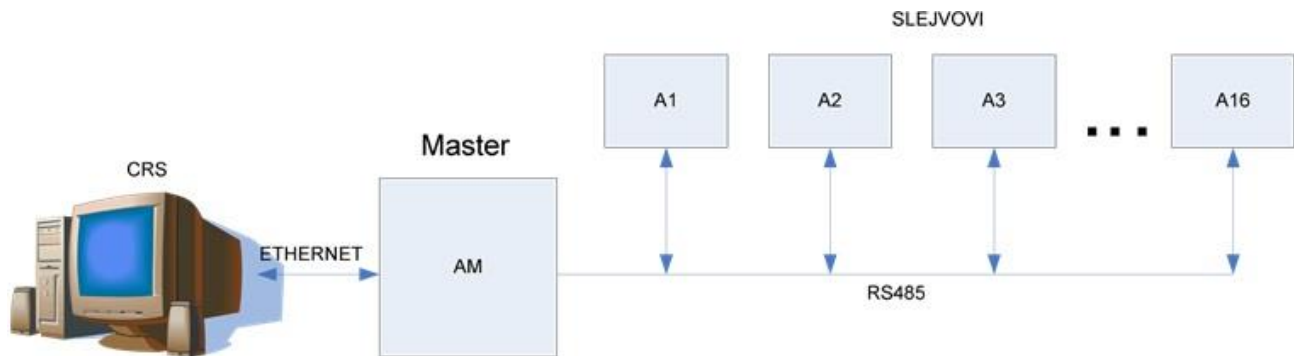 SLEJVOVI
A1
A2
A3
A16
Master
CRS
ETHERNET
AM
RS485